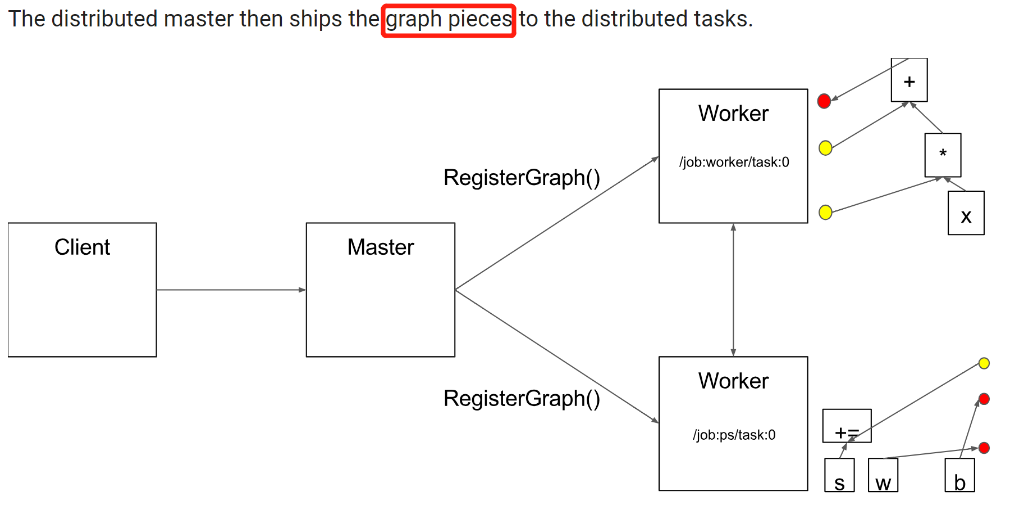 The distributed master then ships the graph pieces to the distributed tasks.
+
Worker
*
/job:worker/task:0
RegisterGraph()
x
Client
Master
Worker
RegisterGraph()
/job:ps/task:0
+=
s
w
b